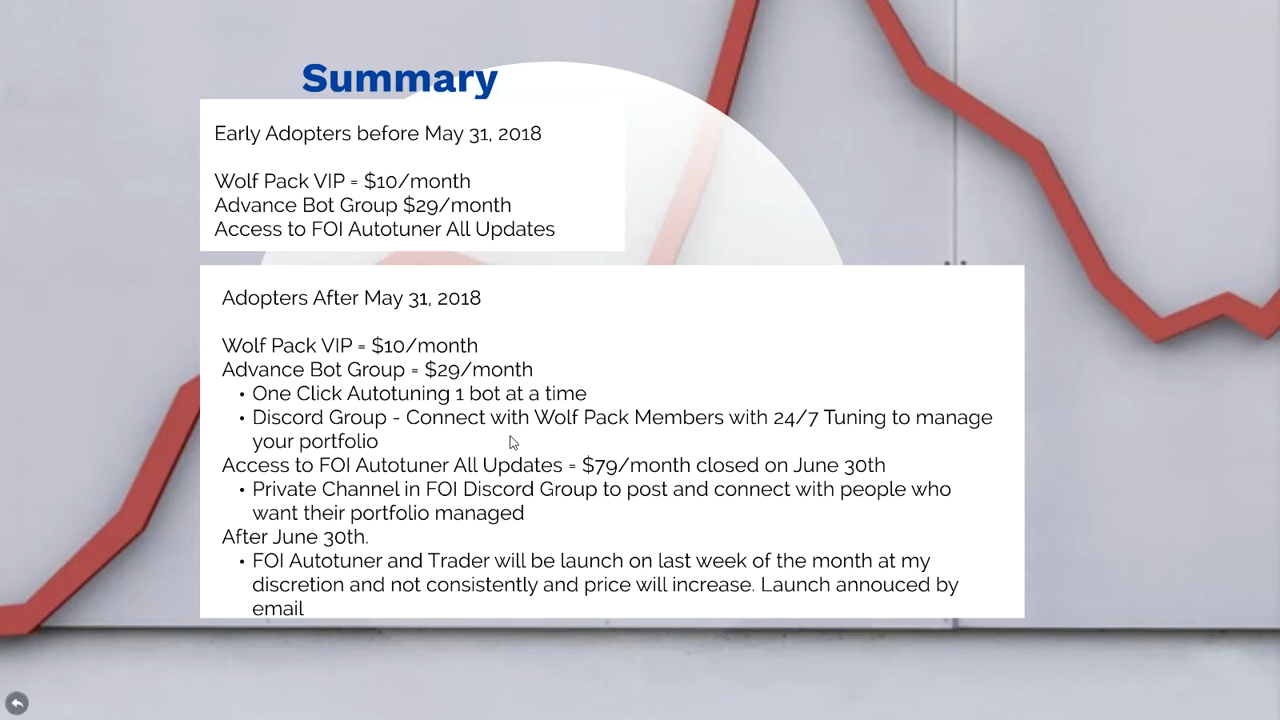 Summary
Early Adopters before May 31, 2018
Wolf Pack VIP = $10/month
Advance Bot Group $29/month
Access to FOI Autotuner All Updates
Adopters After May 31, 2018
Wolf Pack VIP = $10/month
Advance Bot Group = $29/month
• One Click Autotuning 1 bot at a time
• Discord Group - Connect with Wolf Pack Members with 24/7 Tuning to manage
your portfolio
Access to FOI Autotuner All Updates = $79/month closed on June 30th
• Private Channel in FOI Discord Group to post and connect with people who
want their portfolio managed
After June 30th.
• FOI Autotuner and Trader will be launch on last week of the month at my
discretion and not consistently and price will increase. Launch annouced by
email